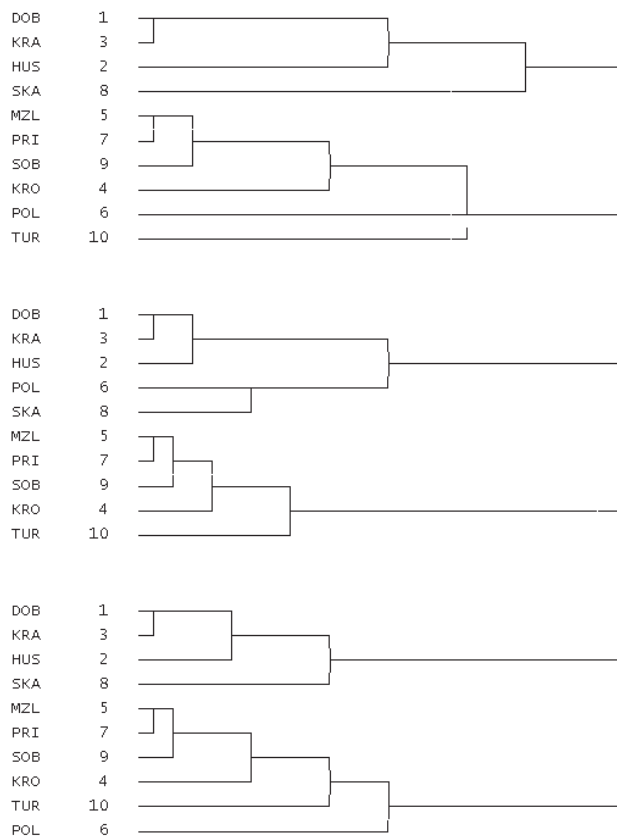 DOB 1
KRA 3
HUS 2
SKA 8
MZL 5
PRI 7
SOB 9
KRO 4
POL 6
TUR 10
DOB 1
KRA 3
HUS 2
POL 6
SKA 8
MZL 5
PRI 7
SOB 9
KRO 4
TUR 10
DOB 1
KRA 3
HUS 2
SKA 8
MZL 5
PRI 7
SOB 9
KRO 4
TUR 10
POL 6